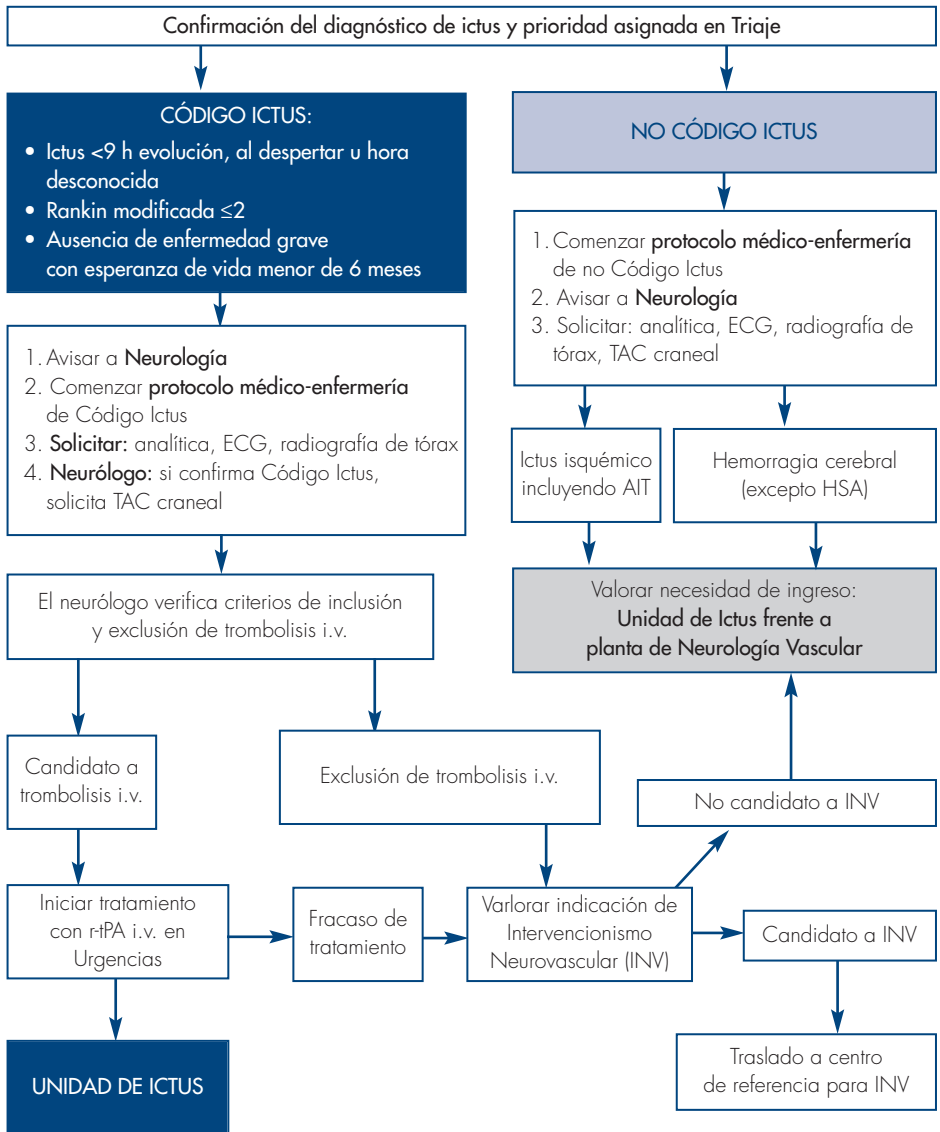 Confirmación del diagnóstico de ictus y prioridad asignada en Triaje
CÓDIGO ICTUS:
• Ictus <9 h evolución, al despertar u hora
desconocida
• Rankin modificada ≤2
• Ausencia de enfermedad grave
con esperanza de vida menor de 6 meses
NO CÓDIGO ICTUS
1. Comenzar protocolo médico-enfermería
de no Código Ictus
2. Avisar a Neurología
3. Solicitar: analítica, ECG, radiografía de
tórax, TAC craneal
1. Avisar a Neurología
2. Comenzar protocolo médico-enfermería
de Código Ictus
3. Solicitar: analítica, ECG, radiografía de tórax
4. Neurólogo: si confirma Código Ictus,
solicita TAC craneal
Ictus isquémico
incluyendo AIT
Hemorragia cerebral
(excepto HSA)
El neurólogo verifica criterios de inclusión
y exclusión de trombolisis i.v.
Valorar necesidad de ingreso:
Unidad de Ictus frente a
planta de Neurología Vascular
Candidato a
trombolisis i.v.
Exclusión de trombolisis i.v.
No candidato a INV
Iniciar tratamiento
con r-tPA i.v. en
Urgencias
Fracaso de
tratamiento
Varlorar indicación de
Intervencionismo
Neurovascular (INV)
Candidato a INV
UNIDAD DE ICTUS
Traslado a centro
de referencia para INV